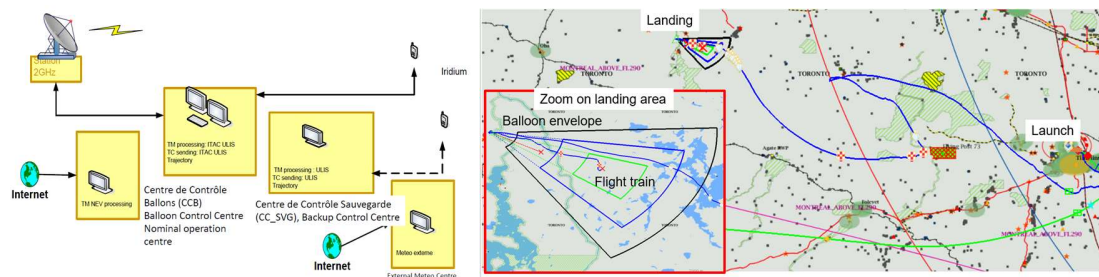 Station
2GHz
Iridium
TM processing: ITAC ULIS
TC sending: ITAC ULIS
Trajectory
TM processing : ULIS
TC sending: ULIS
Trajectory
Internet
TM NEV processing
Centre de Contrôle
Ballons (CCB)
Balloon Control Centre
Nominal operation
centre
Centre de Contrôle Sauvegarde
(CC_SVG), Backup Control Centre
Internet
Meteo externe
External Meteo Centre
Landing
MONTREAL_ABOVE_FL290
TORONTO
TORONTO
TORONTO
Zoom on landing area
Balloon envelope
Flight train
TORONTO
TORONTO
Launch
MONTREAL_ABOVE_FL290
MONTREAL_ABOVE_FL290